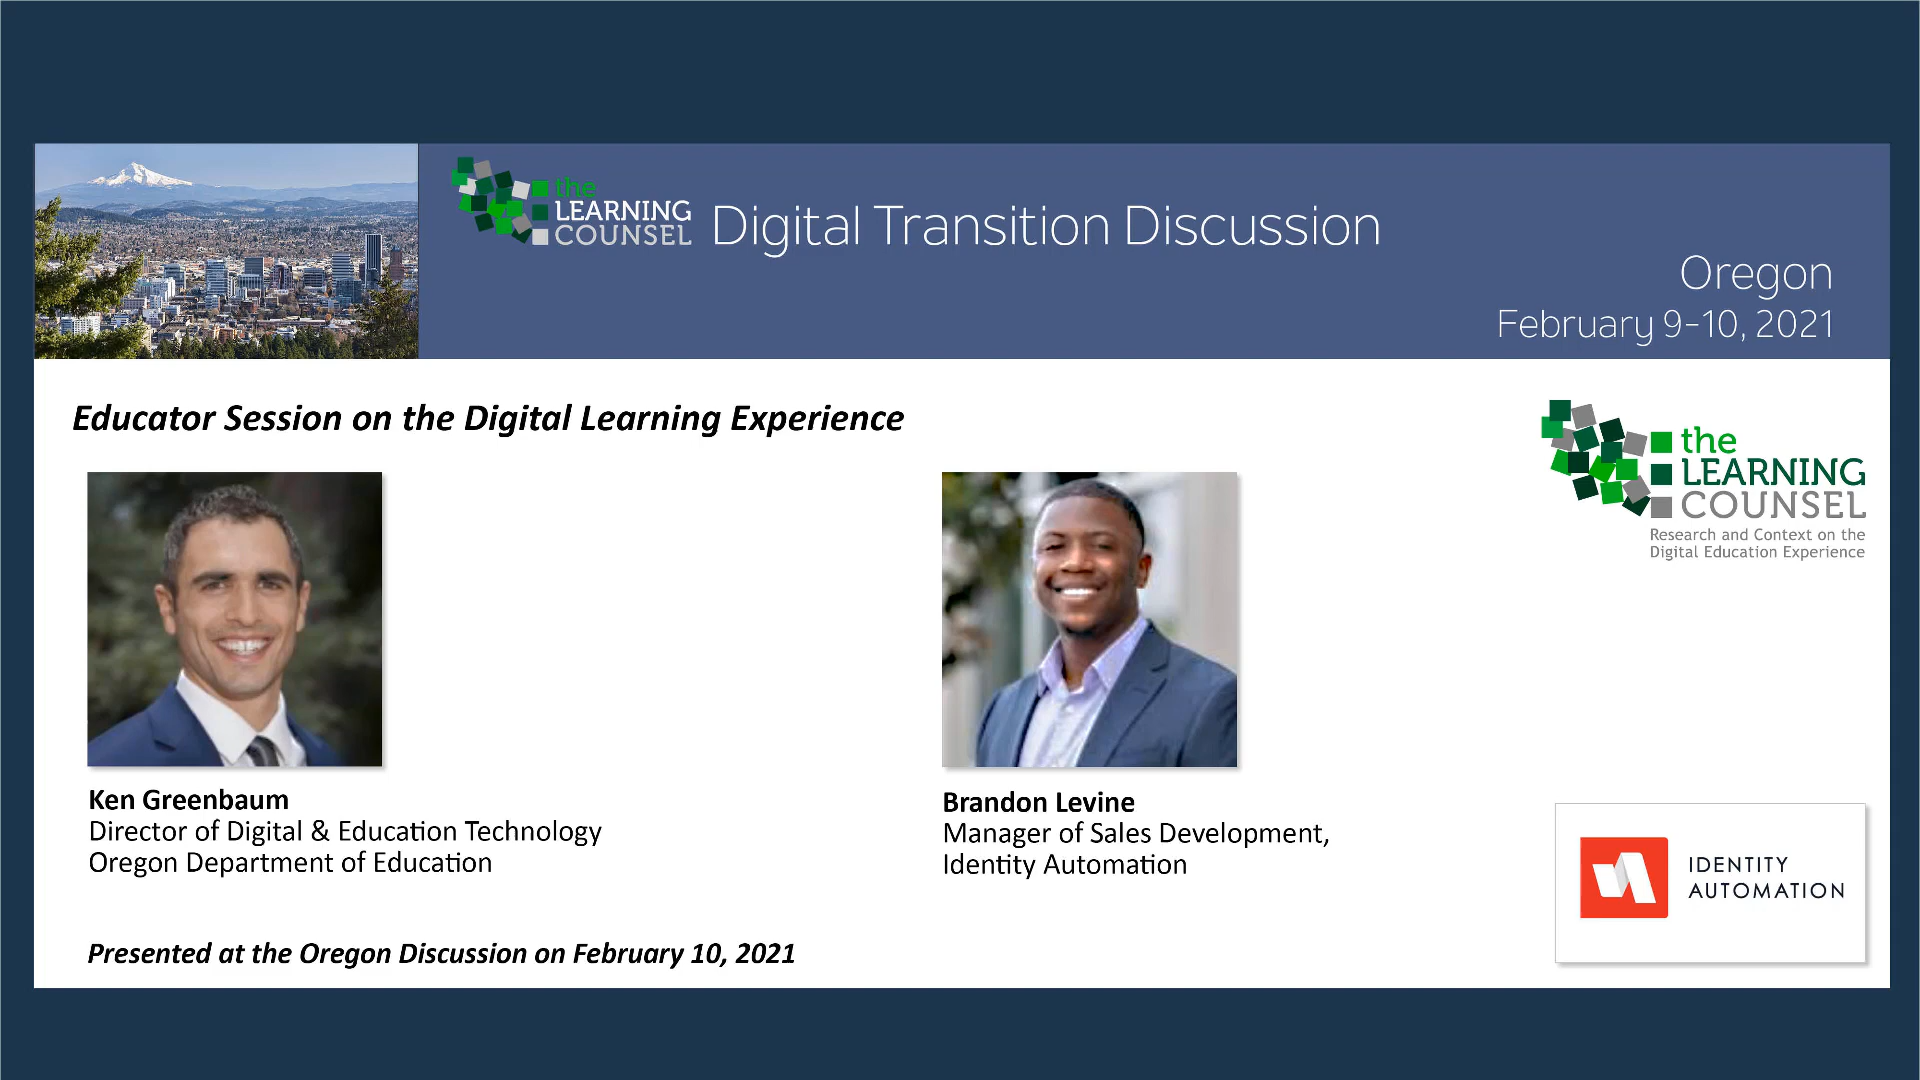 the
LEARNING
COUNSEL
Digital Transition Discussion
Oregon
February 9-10, 2021
Educator Session on the Digital Learning Experience
the
LEARNING
COUNSEL
Research and Context on the
Digital Education Experience
Ken Greenbaum
Director of Digital & Education Technology
Oregon Department of Education
Brandon Levine
Manager of Sales Development,
Identity Automation
IDENTITY
AUTOMATION
Presented at the Oregon Discussion on February 10, 2021